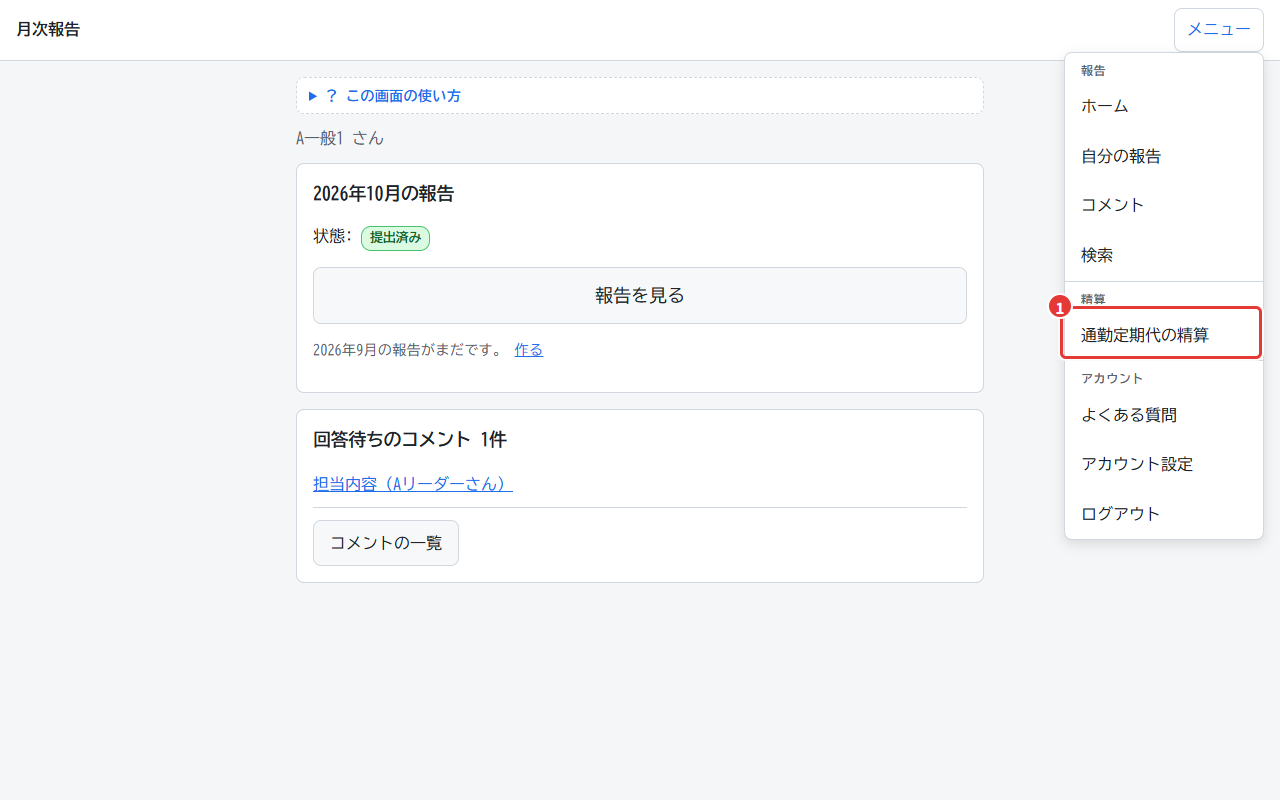 月次報告
メニュー
▶ ? この画面の使い方
A一般1 さん
2026年10月の報告
状態: 提出済み
報告を見る
2026年9月の報告がまだです。 作る
回答待ちのコメント 1件
担当内容（Aリーダーさん）
コメントの一覧
報告
ホーム
自分の報告
コメント
検索
精算
1
通勤定期代の精算
アカウント
よくある質問
アカウント設定
ログアウト